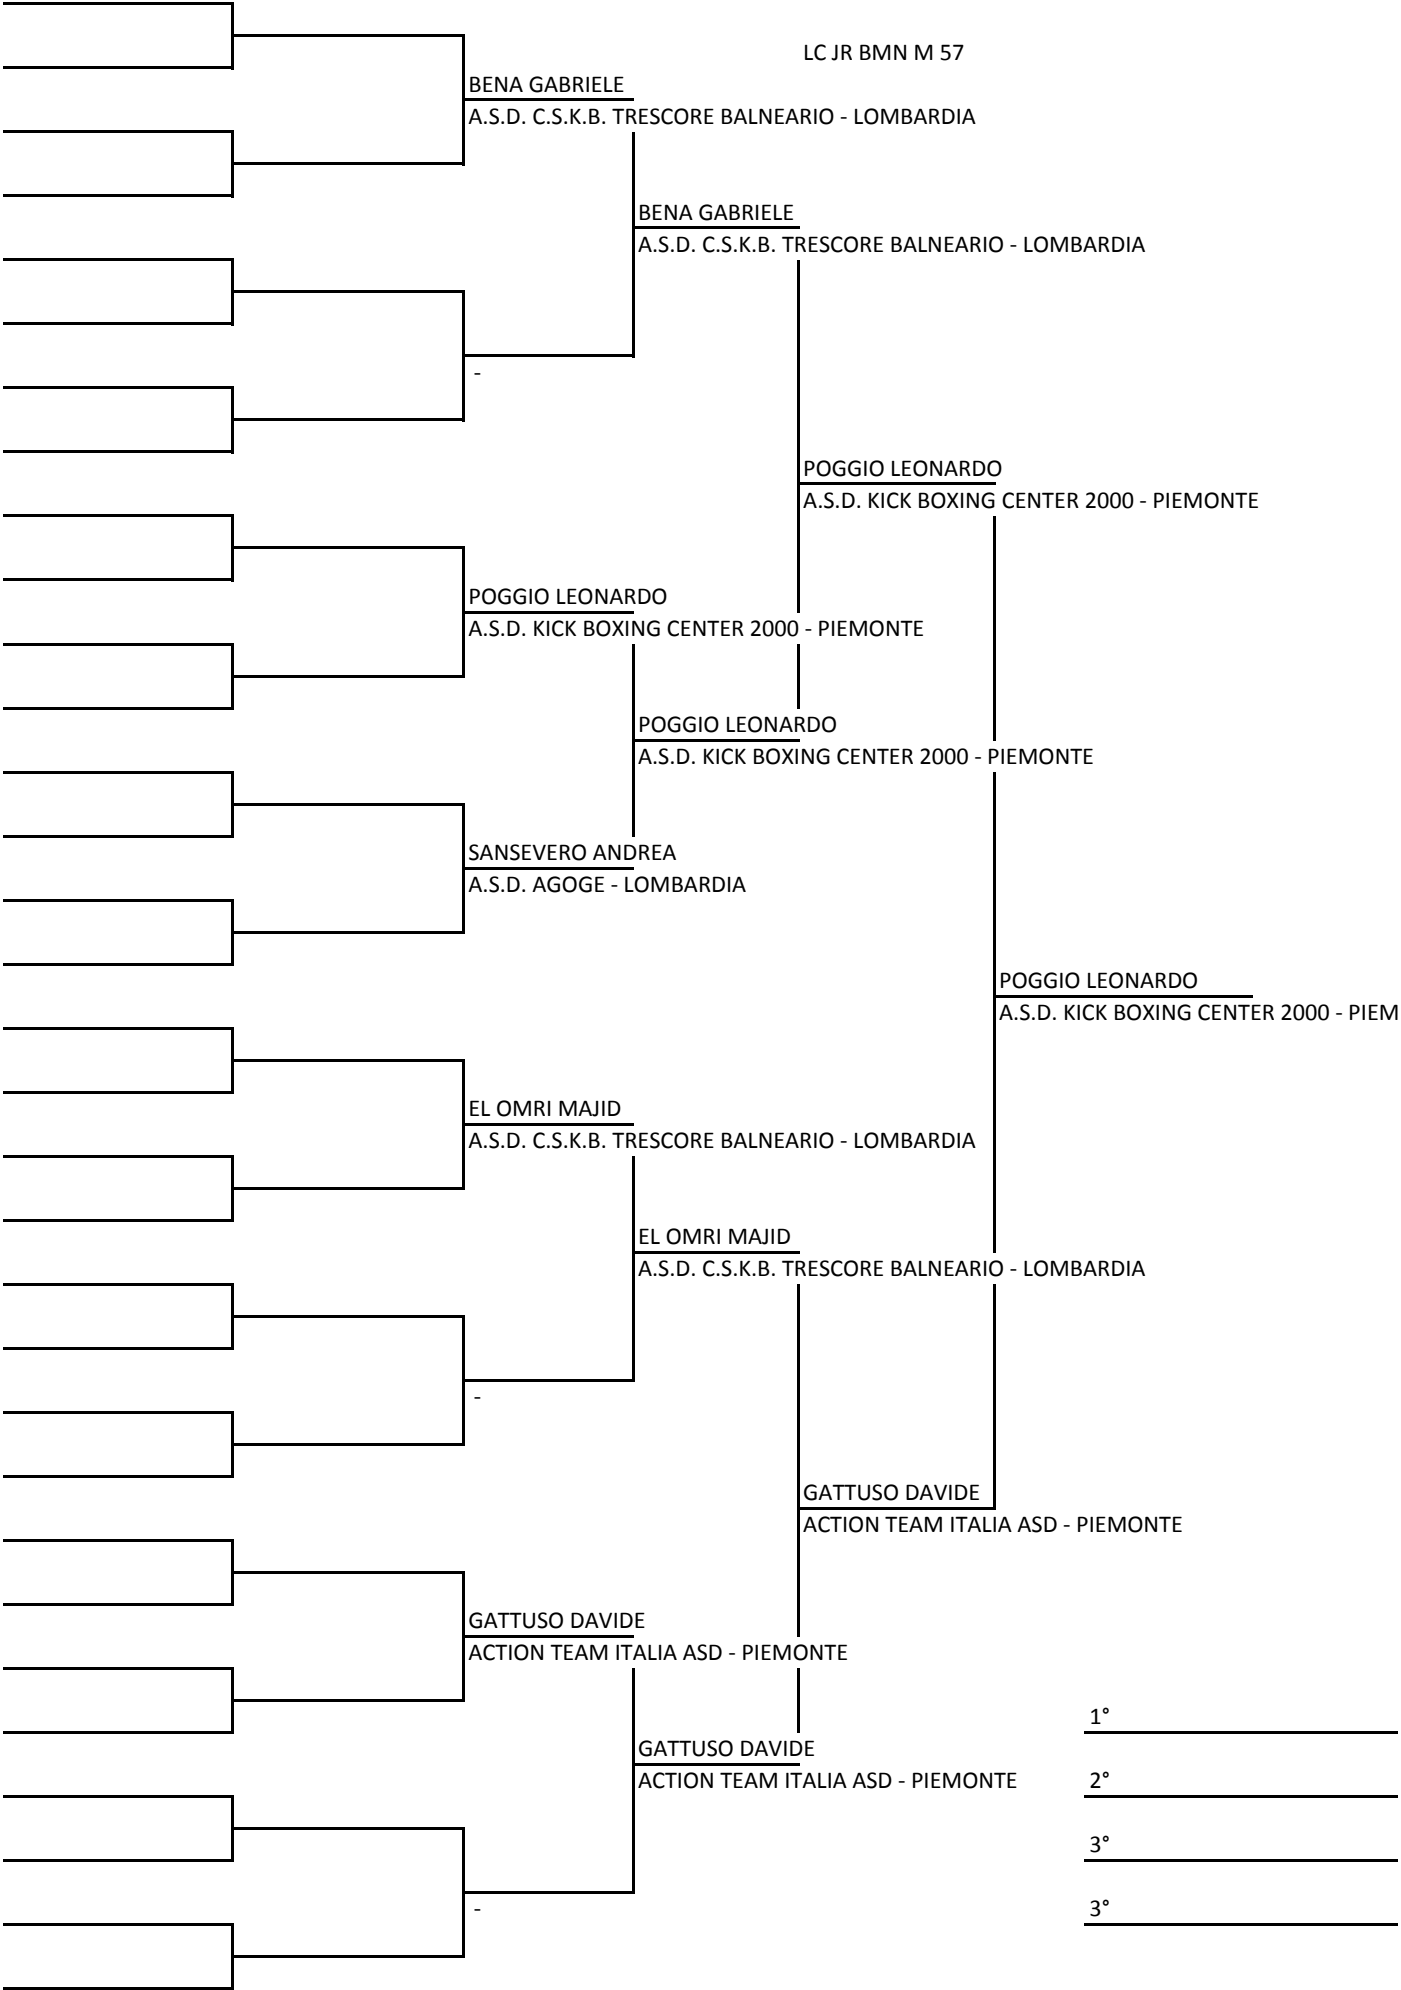 LC JR BMN M 57
BENA GABRIELE
A.S.D. C.S.K.B. TRESCORE BALNEARIO - LOMBARDIA
BENA GABRIELE
A.S.D. C.S.K.B. TRESCORE BALNEARIO - LOMBARDIA
-
POGGIO LEONARDO
A.S.D. KICK BOXING CENTER 2000 - PIEMONTE
POGGIO LEONARDO
A.S.D. KICK BOXING CENTER 2000 - PIEMONTE
POGGIO LEONARDO
A.S.D. KICK BOXING CENTER 2000 - PIEMONTE
SANSEVERO ANDREA
A.S.D. AGOGE - LOMBARDIA
POGGIO LEONARDO
A.S.D. KICK BOXING CENTER 2000 - PIEM
EL OMRI MAJID
A.S.D. C.S.K.B. TRESCORE BALNEARIO - LOMBARDIA
EL OMRI MAJID
A.S.D. C.S.K.B. TRESCORE BALNEARIO - LOMBARDIA
-
GATTUSO DAVIDE
ACTION TEAM ITALIA ASD - PIEMONTE
GATTUSO DAVIDE
ACTION TEAM ITALIA ASD - PIEMONTE
1°
GATTUSO DAVIDE
ACTION TEAM ITALIA ASD - PIEMONTE
2°
3°
-
3°